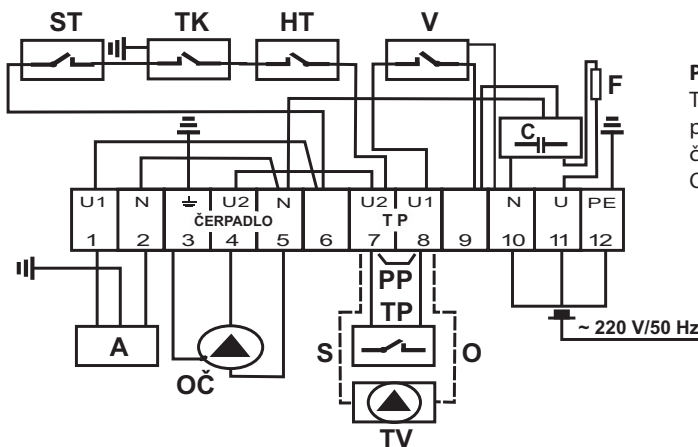 ST TK HT V
P
T
F
p
C
č
O
U1 N ⏚ U2 N U2 U1 N U PE
ČERPADLO T P
1 2 3 4 5 6 7 8 9 10 11 12
PP
TP
~ 220 V/50 Hz
A S O
OČ
TV